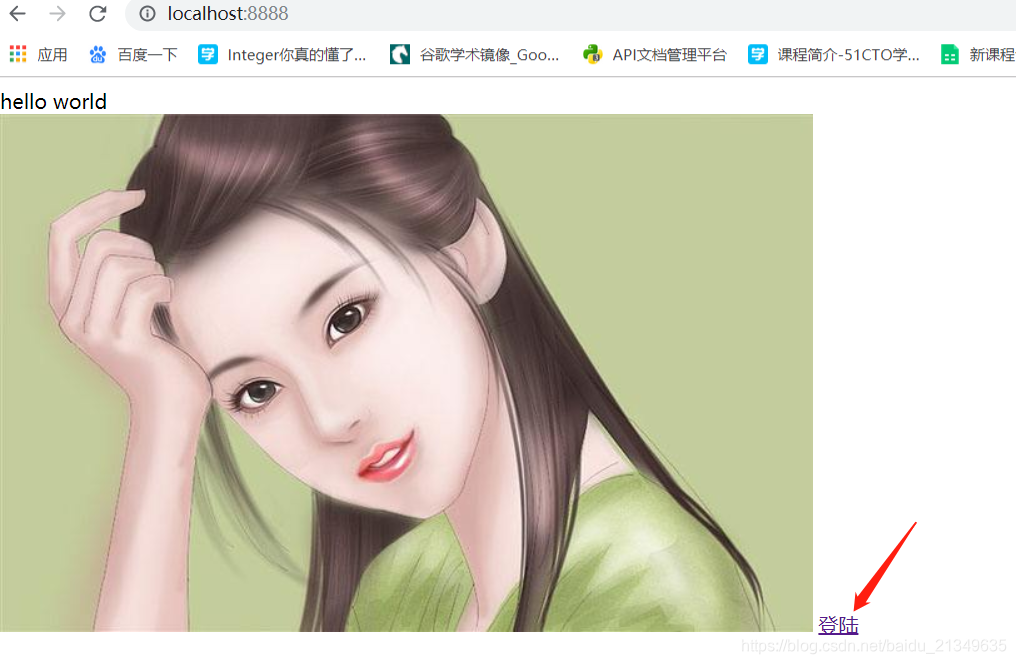 localhost:8888
应用 百度一下 Integer你真的懂了... 谷歌学术镜像_Goo... API文档管理平台 课程简介-51CTO学... 新课程
hello world
登陆
https://blog.csdn.net/baidu_21349635